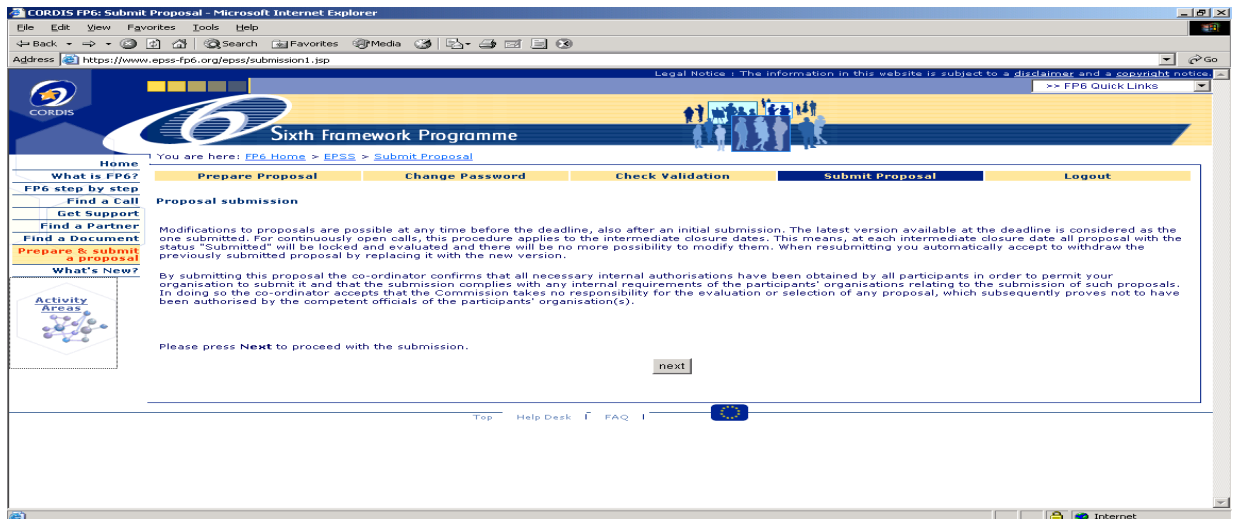 CORDIS FP6: Submit Proposal - Microsoft Internet Explorer
File Edit View Favorites Tools Help
Back Search Favorites Media
Address https://www.epss-fp6.org/epss/submission1.jsp Go
Legal Notice : The information in this website is subject to a disclaimer and a copyright notice.
>> FP6 Quick Links
CORDIS
Sixth Framework Programme
You are here: FP6 Home > EPSS > Submit Proposal
Home
What is FP6?
FP6 step by step
Find a Call
Get Support
Find a Partner
Find a Document
Prepare & submit
a proposal
What's New?
Activity
Areas
Prepare Proposal Change Password Check Validation Submit Proposal Logout
Proposal submission
Modifications to proposals are possible at any time before the deadline, also after an initial submission. The latest version available at the deadline is considered as the
one submitted. For continuously open calls, this procedure applies to the intermediate closure dates. This means, at each intermediate closure date all proposal with the
status "Submitted" will be locked and evaluated and there will be no more possibility to modify them. When resubmitting you automatically accept to withdraw the
previously submitted proposal by replacing it with the new version.
By submitting this proposal the co-ordinator confirms that all necessary internal authorisations have been obtained by all participants in order to permit your
organisation to submit it and that the submission complies with any internal requirements of the participants' organisations relating to the submission of such proposals.
In doing so the co-ordinator accepts that the Commission takes no responsibility for the evaluation or selection of any proposal, which subsequently proves not to have
been authorised by the competent officials of the participants' organisation(s).
Please press Next to proceed with the submission.
next
Top Help Desk | FAQ |
Internet